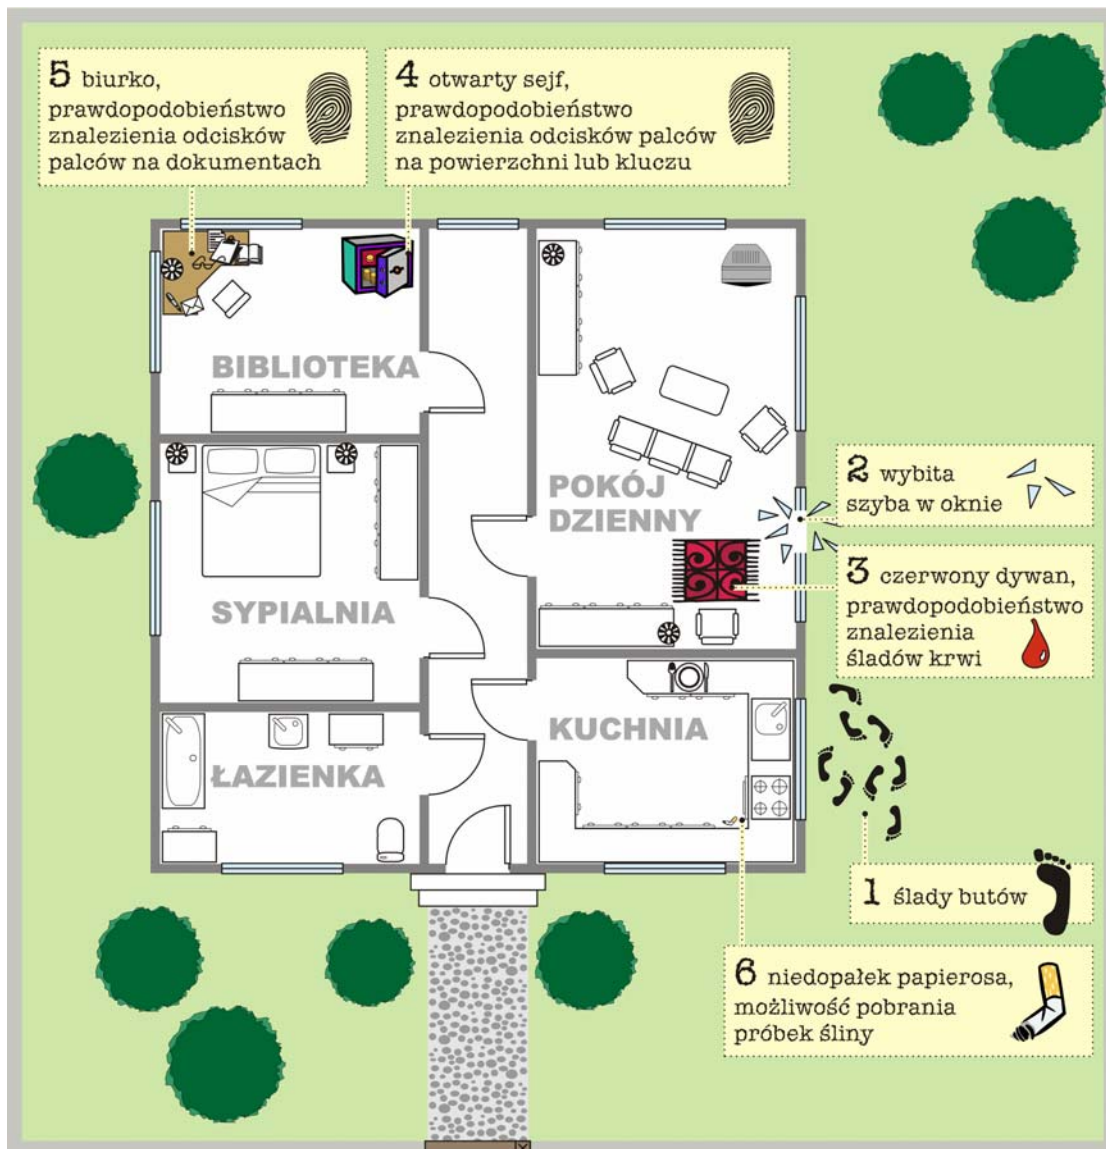 5 biurko,
prawdopodobieństwo
znalezienia odcisków
palców na dokumentach
4 otwarty sejf,
prawdopodobieństwo
znalezienia odcisków palców
na powierzchni lub kluczu
BIBLIOTEKA
POKÓJ
DZIENNY
2 wybita
szyba w oknie
3 czerwony dywan,
prawdopodobieństwo
znalezienia
śladów krwi
SYPIALNIA
KUCHNIA
ŁAZIENKA
1 ślady butów
6 niedopałek papierosa,
możliwość pobrania
próbek śliny